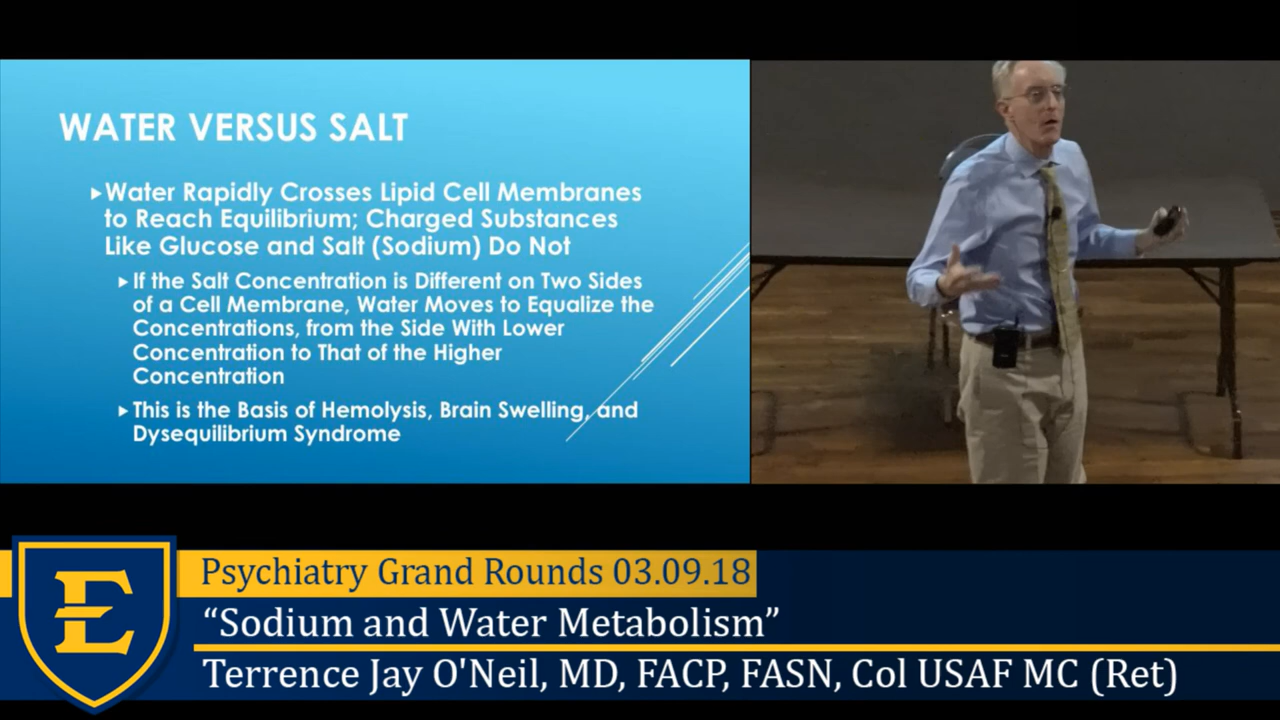 WATER VERSUS SALT
▸Water Rapidly Crosses Lipid Cell Membranes
to Reach Equilibrium; Charged Substances
Like Glucose and Salt (Sodium) Do Not
▸If the Salt Concentration is Different on Two Sides
of a Cell Membrane, Water Moves to Equalize the
Concentrations, from the Side With Lower
Concentration to That of the Higher
Concentration
▸This is the Basis of Hemolysis, Brain Swelling, and
Dysequilibrium Syndrome
E
Psychiatry Grand Rounds 03.09.18
“Sodium and Water Metabolism”
Terrence Jay O'Neil, MD, FACP, FASN, Col USAF MC (Ret)